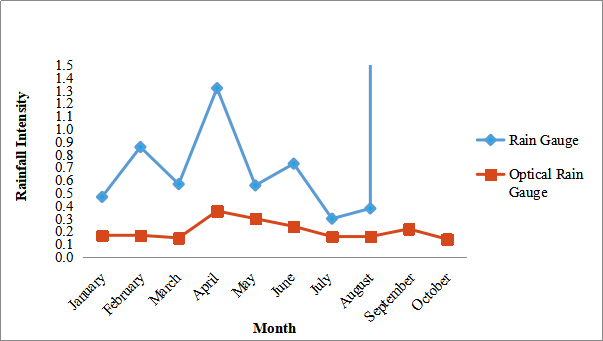 1.5
1.4
1.3
1.2
1.1
1.0
0.9
0.8
0.7
0.6
0.5
0.4
0.3
0.2
0.1
0.0
Rainfall Intensity
January
February
March
April
May
June
July
August
September
October
Month
Rain Gauge
Optical Rain
Gauge